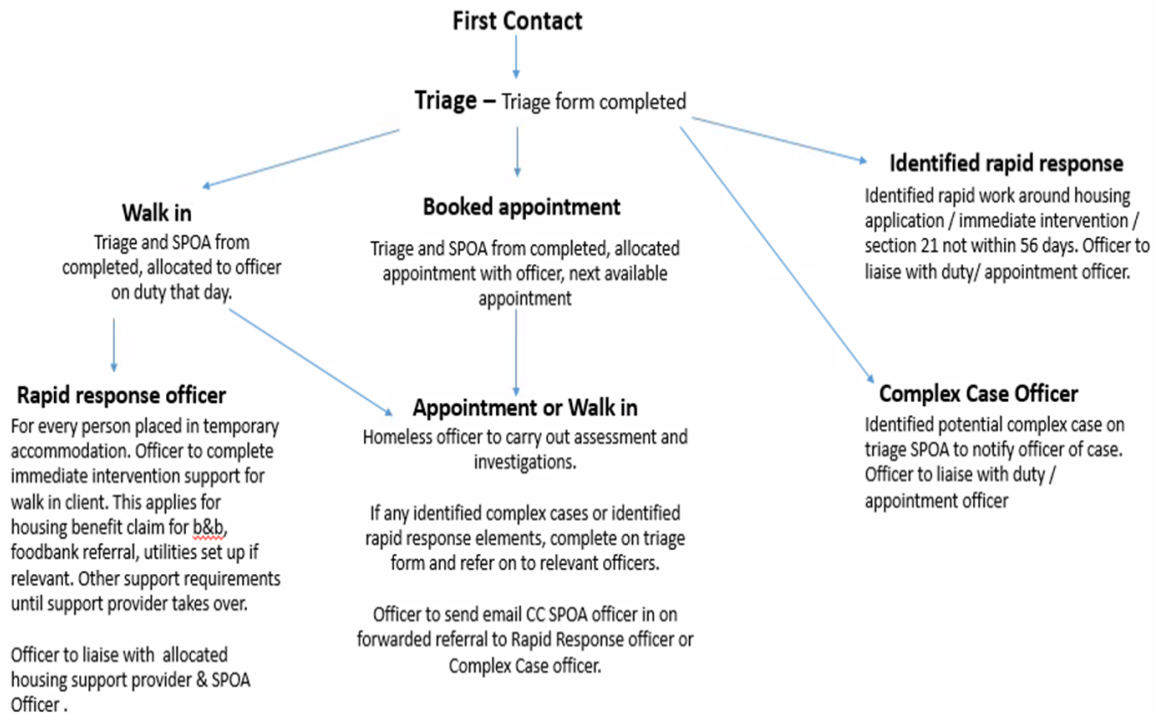 First Contact
Triage – Triage form completed
Walk in
Triage and SPOA from
completed, allocated to officer
on duty that day.
Booked appointment
Triage and SPOA from completed, allocated
appointment with officer, next available
appointment
Identified rapid response
Identified rapid work around housing
application / immediate intervention /
section 21 not within 56 days. Officer to
liaise with duty/ appointment officer.
Rapid response officer
For every person placed in temporary
accommodation. Officer to complete
immediate intervention support for
walk in client. This applies for
housing benefit claim for b&b,
foodbank referral, utilities set up if
relevant. Other support requirements
until support provider takes over.
Officer to liaise with allocated
housing support provider & SPOA
Officer .
Appointment or Walk in
Homeless officer to carry out assessment and
investigations.
If any identified complex cases or identified
rapid response elements, complete on triage
form and refer on to relevant officers.
Officer to send email CC SPOA officer in on
forwarded referral to Rapid Response officer or
Complex Case officer.
Complex Case Officer
Identified potential complex case on
triage SPOA to notify officer of case.
Officer to liaise with duty /
appointment officer